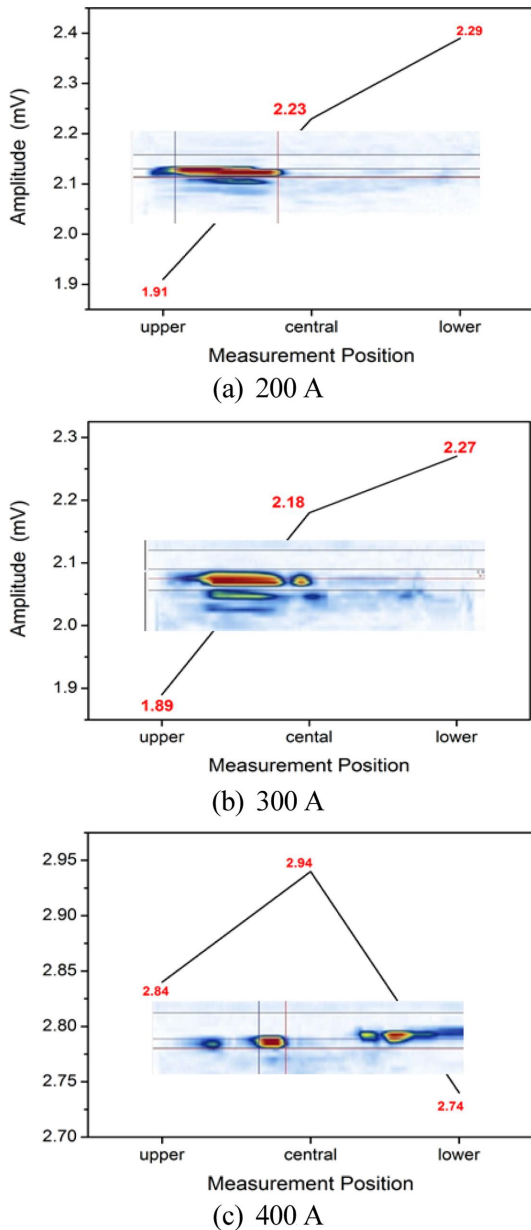 2.4
2.3
2.2
2.1
2.0
1.9
Amplitude (mV)
2.29
2.23
1.91
upper central lower
Measurement Position
(a) 200 A
2.3
2.2
2.1
2.0
1.9
Amplitude (mV)
2.27
2.18
1.89
upper cental lower
Measurement Position
(b) 300 A
2.95
2.90
2.85
2.80
2.75
2.70
Amplitude (mV)
2.94
2.84
2.74
upper central lower
Measurement Position
(c) 400 A